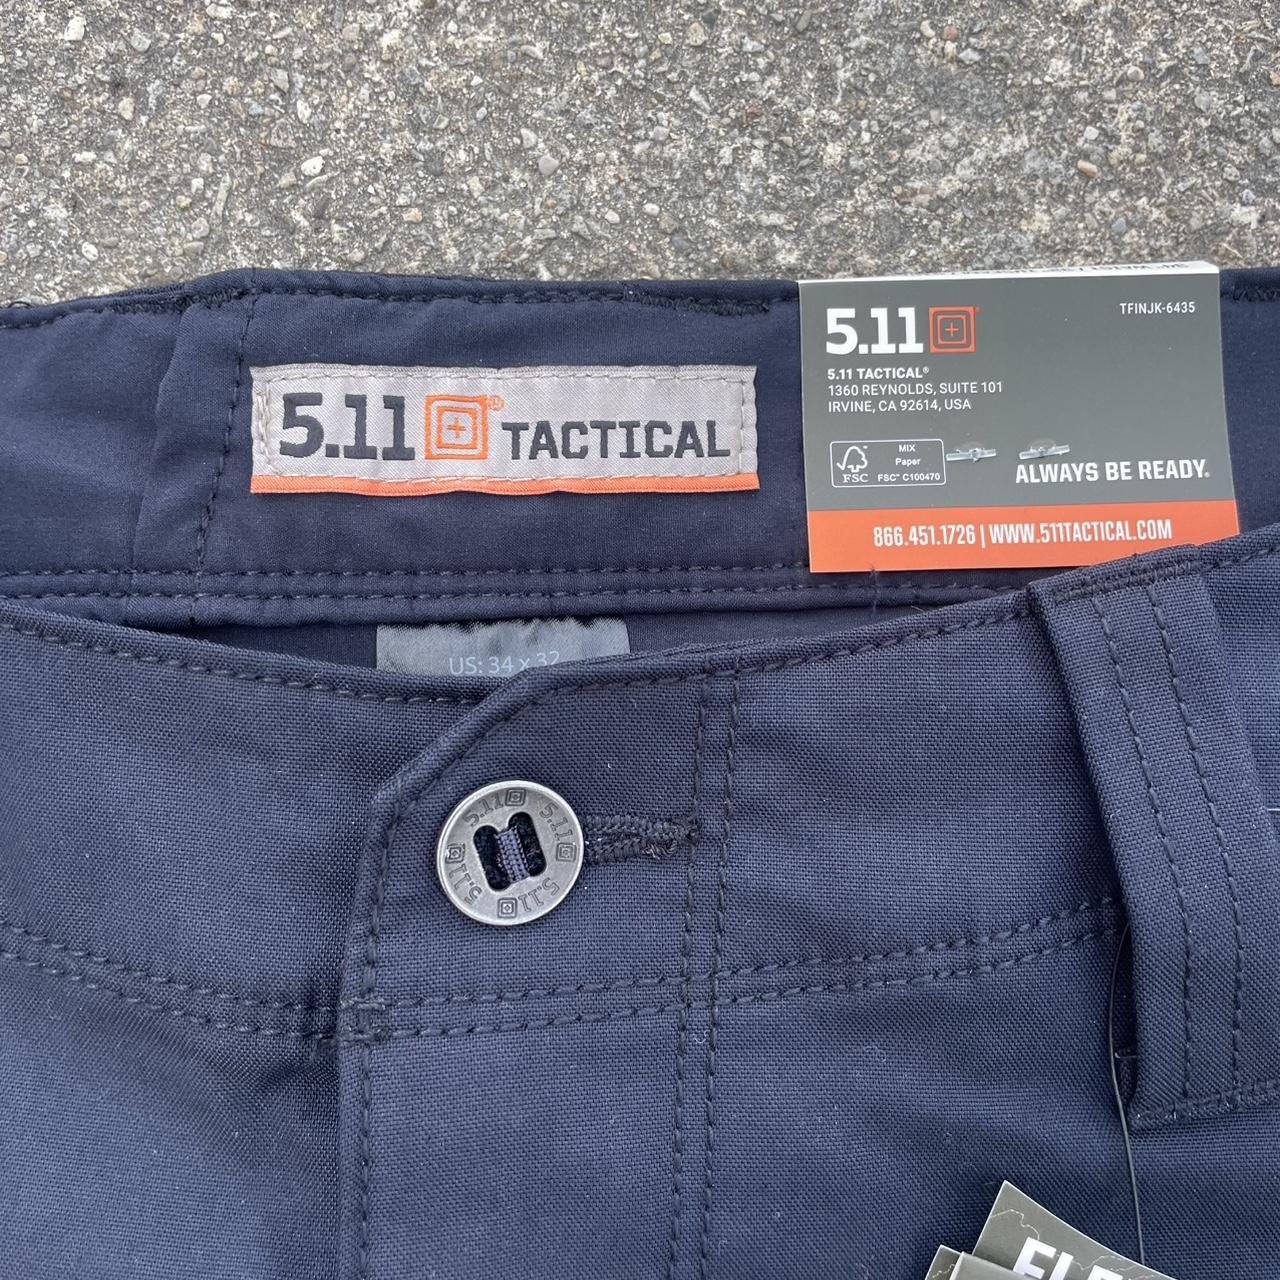 5.11
TFINJK-6435
5.11 TACTICAL®
1360 REYNOLDS, SUITE 101
IRVINE, CA 92614, USA
MIX
Paper
FSC
FSC™ C100470
ALWAYS BE READY.
866.451.1726 | WWW.511TACTICAL.COM
5.11® TACTICAL
US: 34 x 32
5.11 5.11 5.11 5.11